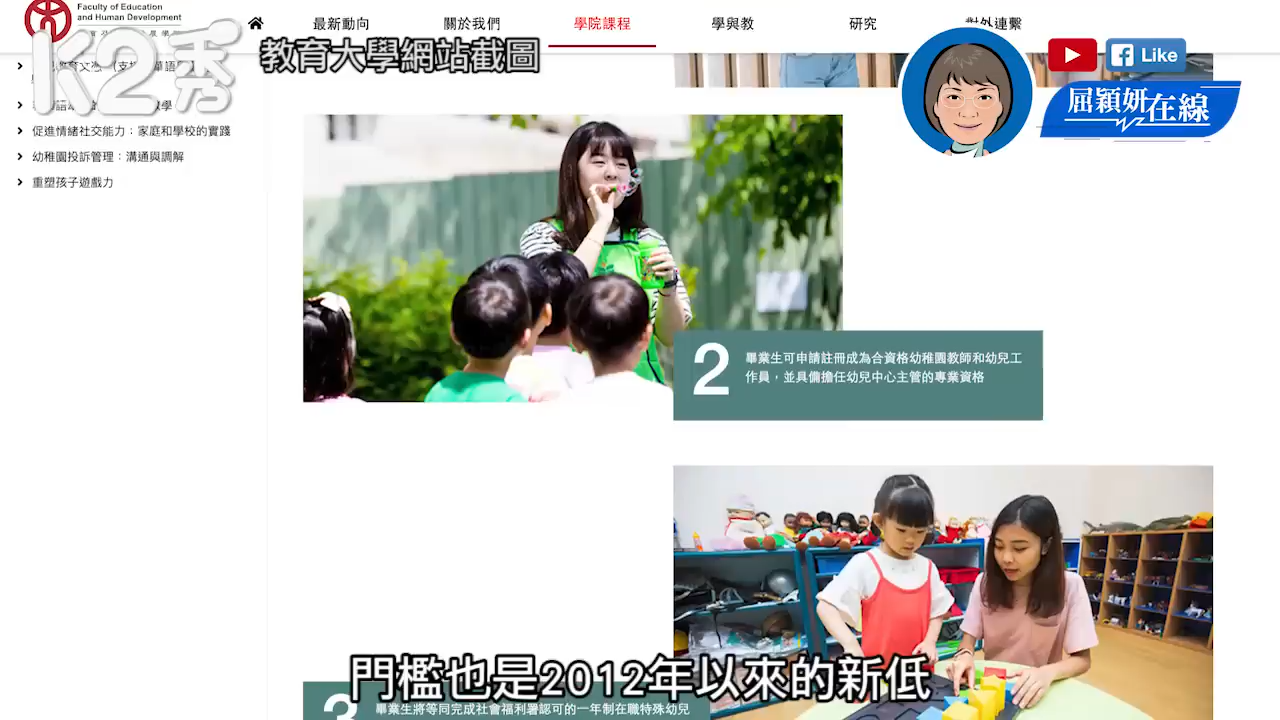 Faculty of Education
and Human Development
最新動向
關於我們
學院課程
學與教
研究
對外連繫
K2秀
教育大學網站截圖
Like
屈穎妍在線
促進情緒社交能力：家庭和學校的實踐
幼稚園投訴管理：溝通與調解
重塑孩子遊戲力
2
畢業生可申請註冊成為合資格幼稚園教師和幼兒工
作員，並具備擔任幼兒中心主管的專業資格
門檻也是2012年以來的新低
3
畢業生將等同完成社會福利署認可的一年制在職特殊幼兒